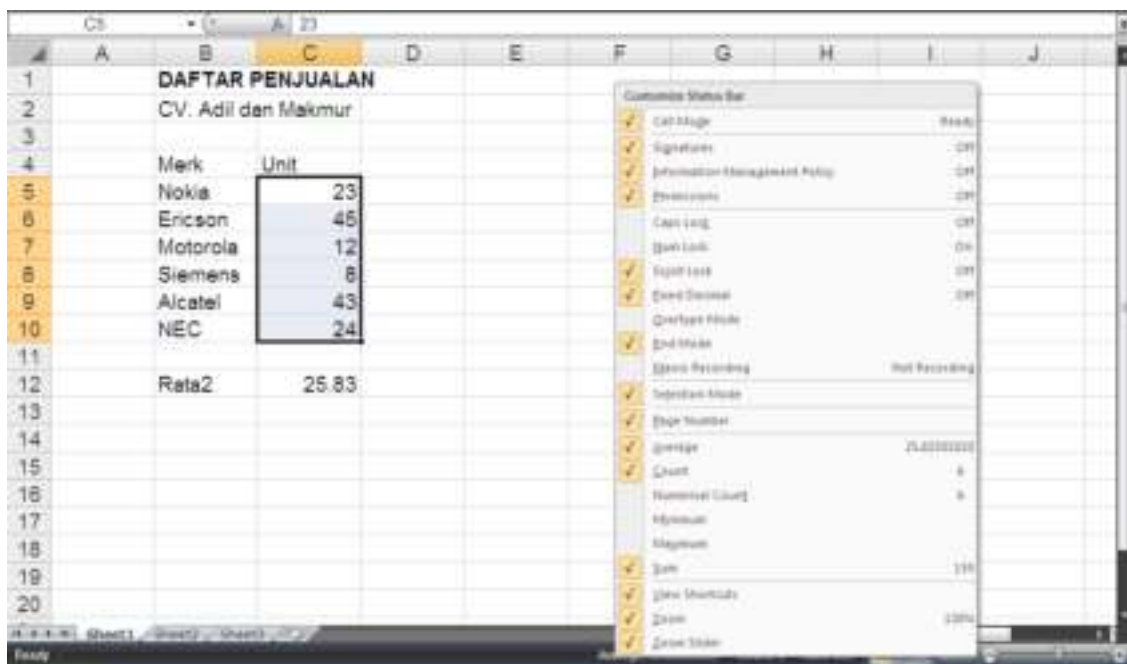 C5 23
A B C D E F G H I J
1 DAFTAR PENJUALAN
2 CV. Adil dan Makmur
3
4 Merk Unit
5 Nokia 23
6 Ericson 45
7 Motorola 12
8 Siemens 8
9 Alcatel 43
10 NEC 24
11
12 Rata2 25.83
13
14
15
16
17
18
19
20
Sheet1 Sheet2 Sheet3
Ready
Customize Status Bar
Cell Mode Ready
Signatures Off
Information Management Policy Off
Permissions Off
Caps Lock Off
Num Lock On
Scroll Lock Off
Fixed Decimal Off
Overtype Mode
End Mode
Macro Recording Not Recording
Selection Mode
Page Number
Average
Count 6
Numerical Count 6
Minimum
Maximum
Sum 155
View Shortcuts
Zoom 100%
Zoom Slider